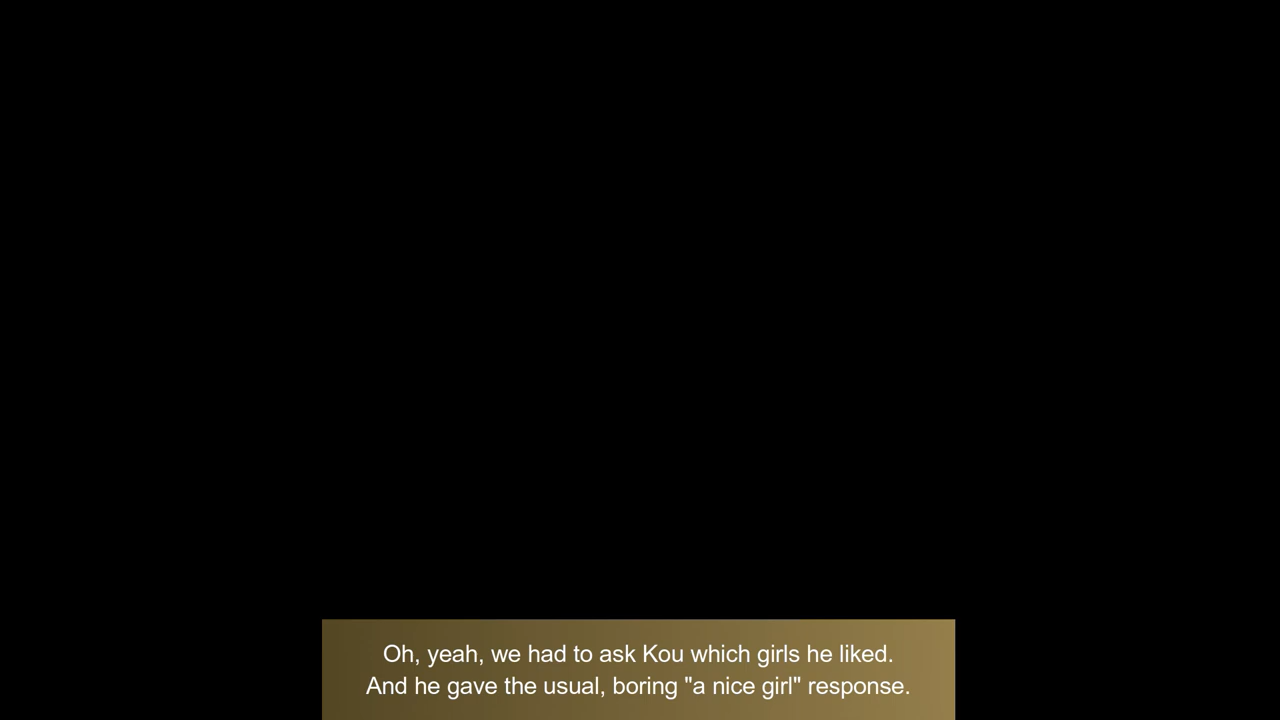 Oh, yeah, we had to ask Kou which girls he liked.
And he gave the usual, boring "a nice girl" response.